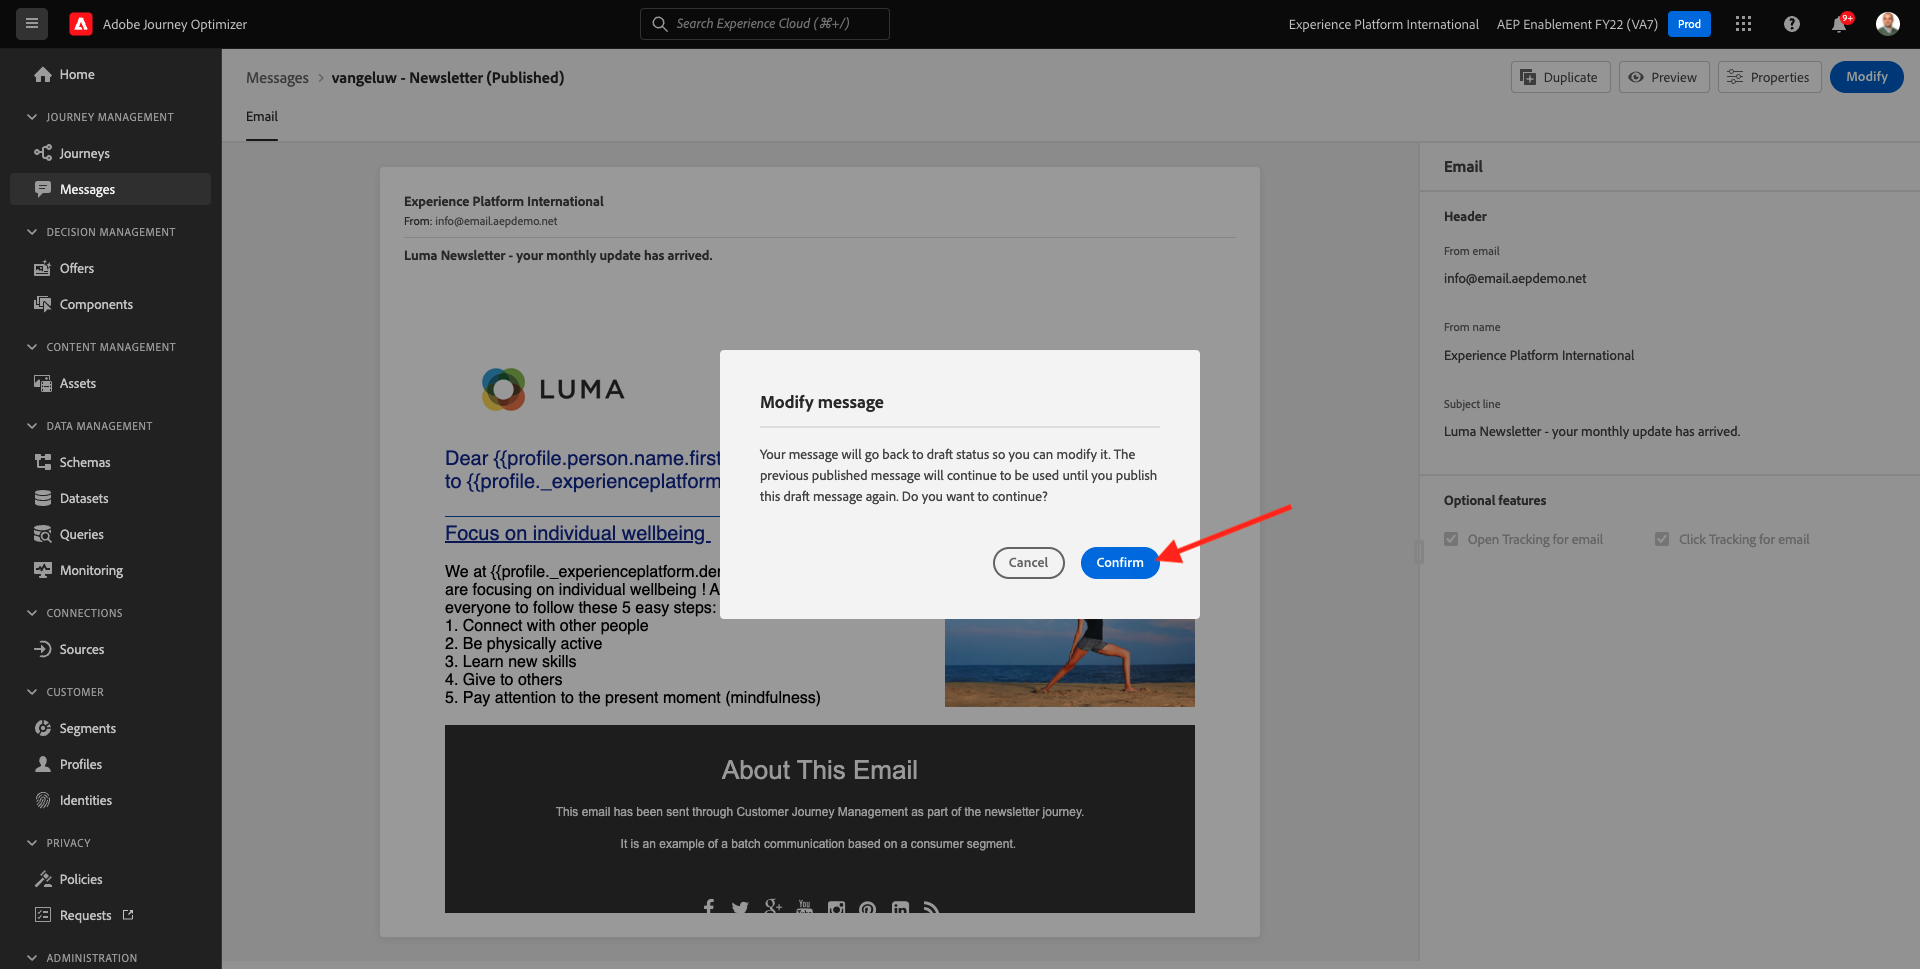 Adobe Journey Optimizer
Search Experience Cloud (⌘+/)
Experience Platform International
AEP Enablement FY22 (VA7)
Prod
9+
Home
JOURNEY MANAGEMENT
Journeys
Messages
DECISION MANAGEMENT
Offers
Components
CONTENT MANAGEMENT
Assets
DATA MANAGEMENT
Schemas
Datasets
Queries
Monitoring
CONNECTIONS
Sources
CUSTOMER
Segments
Profiles
Identities
PRIVACY
Policies
Requests
ADMINISTRATION
Messages > vangeluw - Newsletter (Published)
Duplicate
Preview
Properties
Modify
Email
Experience Platform International
From: info@email.aepdemo.net
Luma Newsletter - your monthly update has arrived.
LUMA
Dear {{profile.person.name.first
to {{profile._experienceplatform
Focus on individual wellbeing
We at {{profile._experienceplatform.der
are focusing on individual wellbeing ! A
everyone to follow these 5 easy steps:
1. Connect with other people
2. Be physically active
3. Learn new skills
4. Give to others
5. Pay attention to the present moment (mindfulness)
About This Email
This email has been sent through Customer Journey Management as part of the newsletter journey.
It is an example of a batch communication based on a consumer segment.
You
Modify message
Your message will go back to draft status so you can modify it. The
previous published message will continue to be used until you publish
this draft message again. Do you want to continue?
Cancel
Confirm
Email
Header
From email
info@email.aepdemo.net
From name
Experience Platform International
Subject line
Luma Newsletter - your monthly update has arrived.
Optional features
Open Tracking for email
Click Tracking for email